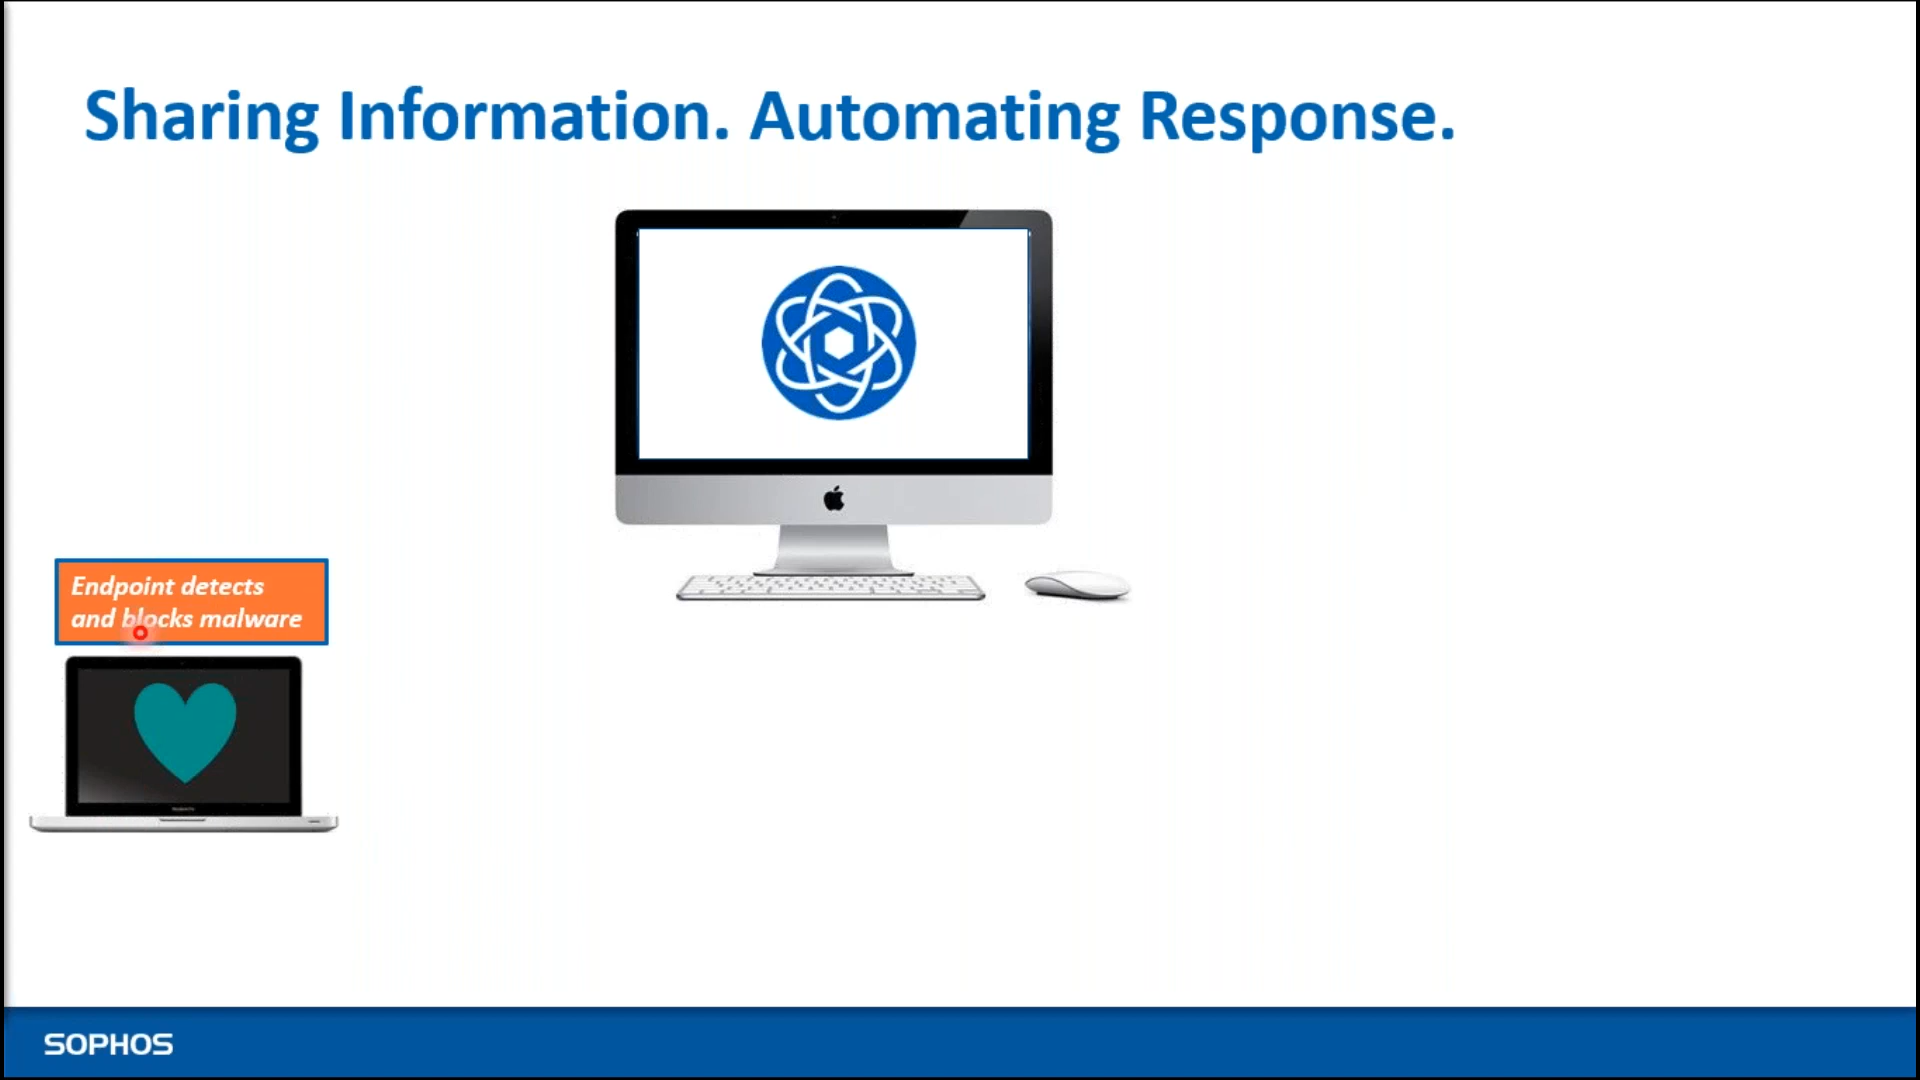 Sharing Information. Automating Response.
Endpoint detects
and blocks malware
SOPHOS